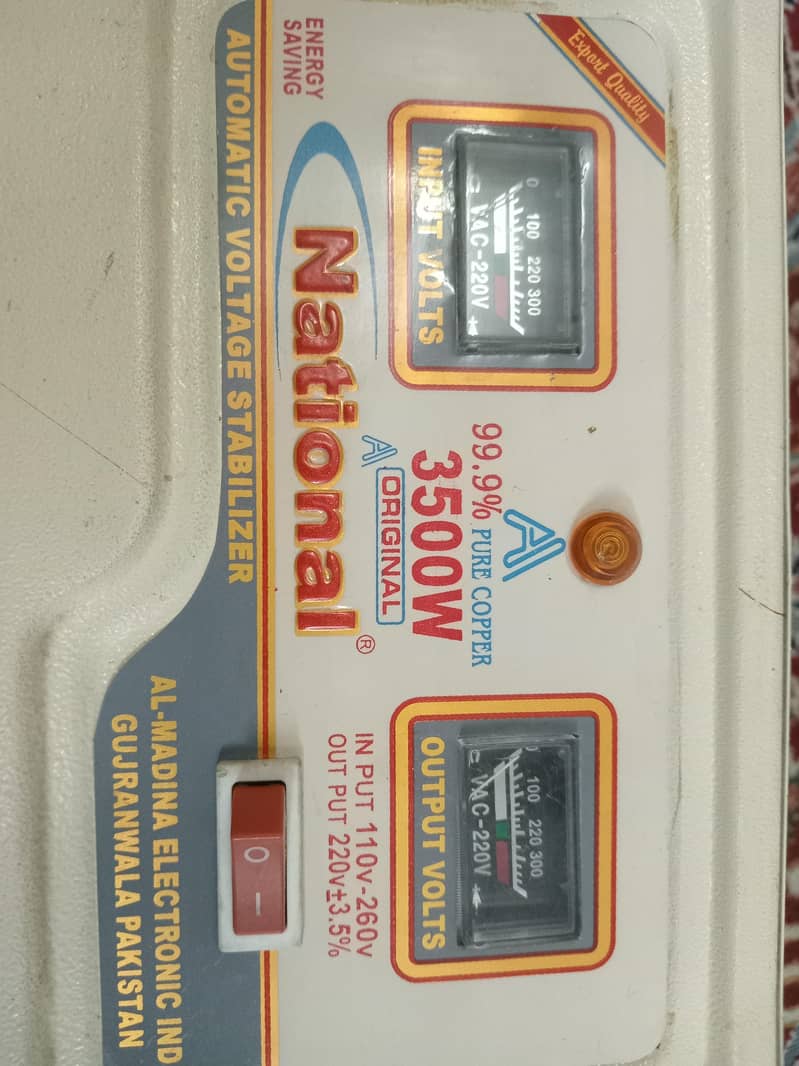 Export Quality
ENERGY
SAVING
INPUT VOLTS
0 100 220 300
VAC-220V
99.9% PURE COPPER
3500W
ORIGINAL
National®
AUTOMATIC VOLTAGE STABILIZER
OUTPUT VOLTS
0 100 220 300
VAC-220V
IN PUT 110v-260v
OUT PUT 220v±3.5%
O I
AL-MADINA ELECTRONIC IND
GUJRANWALA PAKISTAN